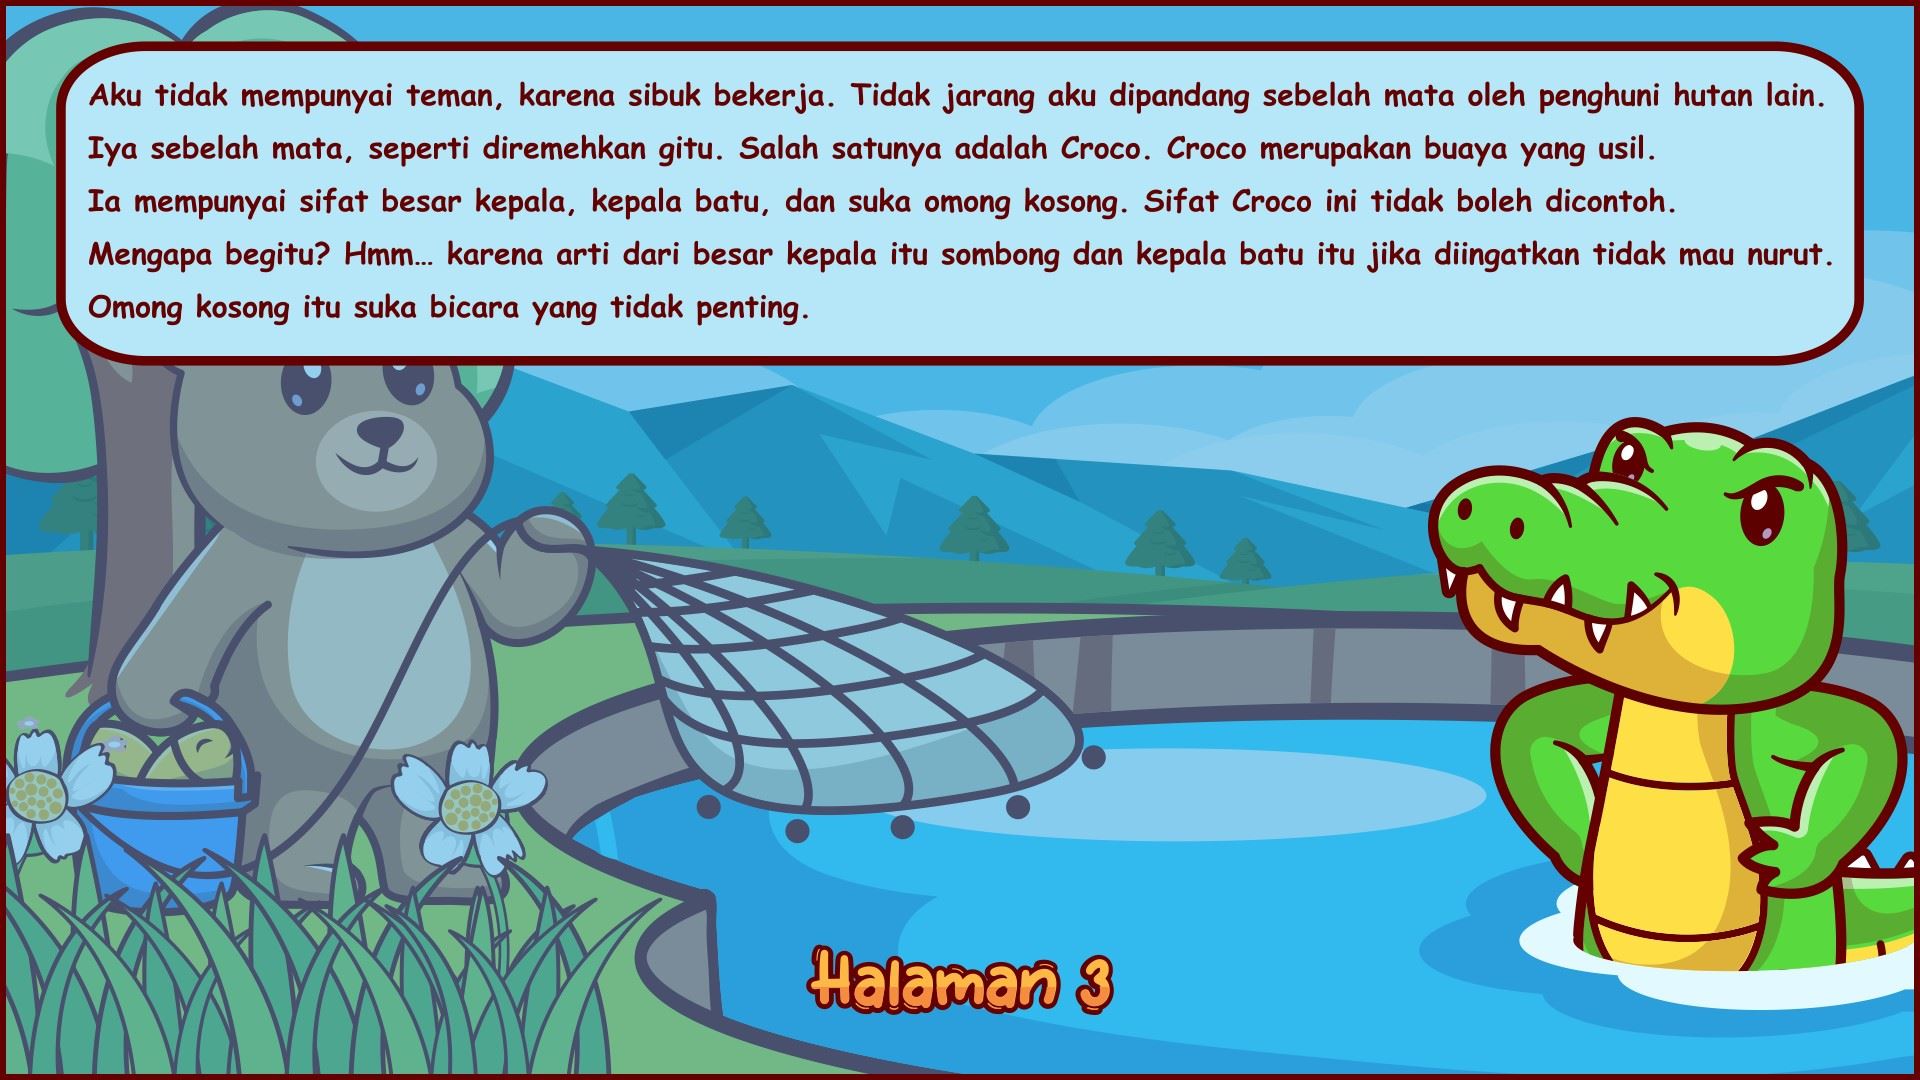 Aku tidak mempunyai teman, karena sibuk bekerja. Tidak jarang aku dipandang sebelah mata oleh penghuni hutan lain.
Iya sebelah mata, seperti diremehkan gitu. Salah satunya adalah Croco. Croco merupakan buaya yang usil.
Ia mempunyai sifat besar kepala, kepala batu, dan suka omong kosong. Sifat Croco ini tidak boleh dicontoh.
Mengapa begitu? Hmm... karena arti dari besar kepala itu sombong dan kepala batu itu jika diingatkan tidak mau nurut.
Omong kosong itu suka bicara yang tidak penting.
Halaman 3